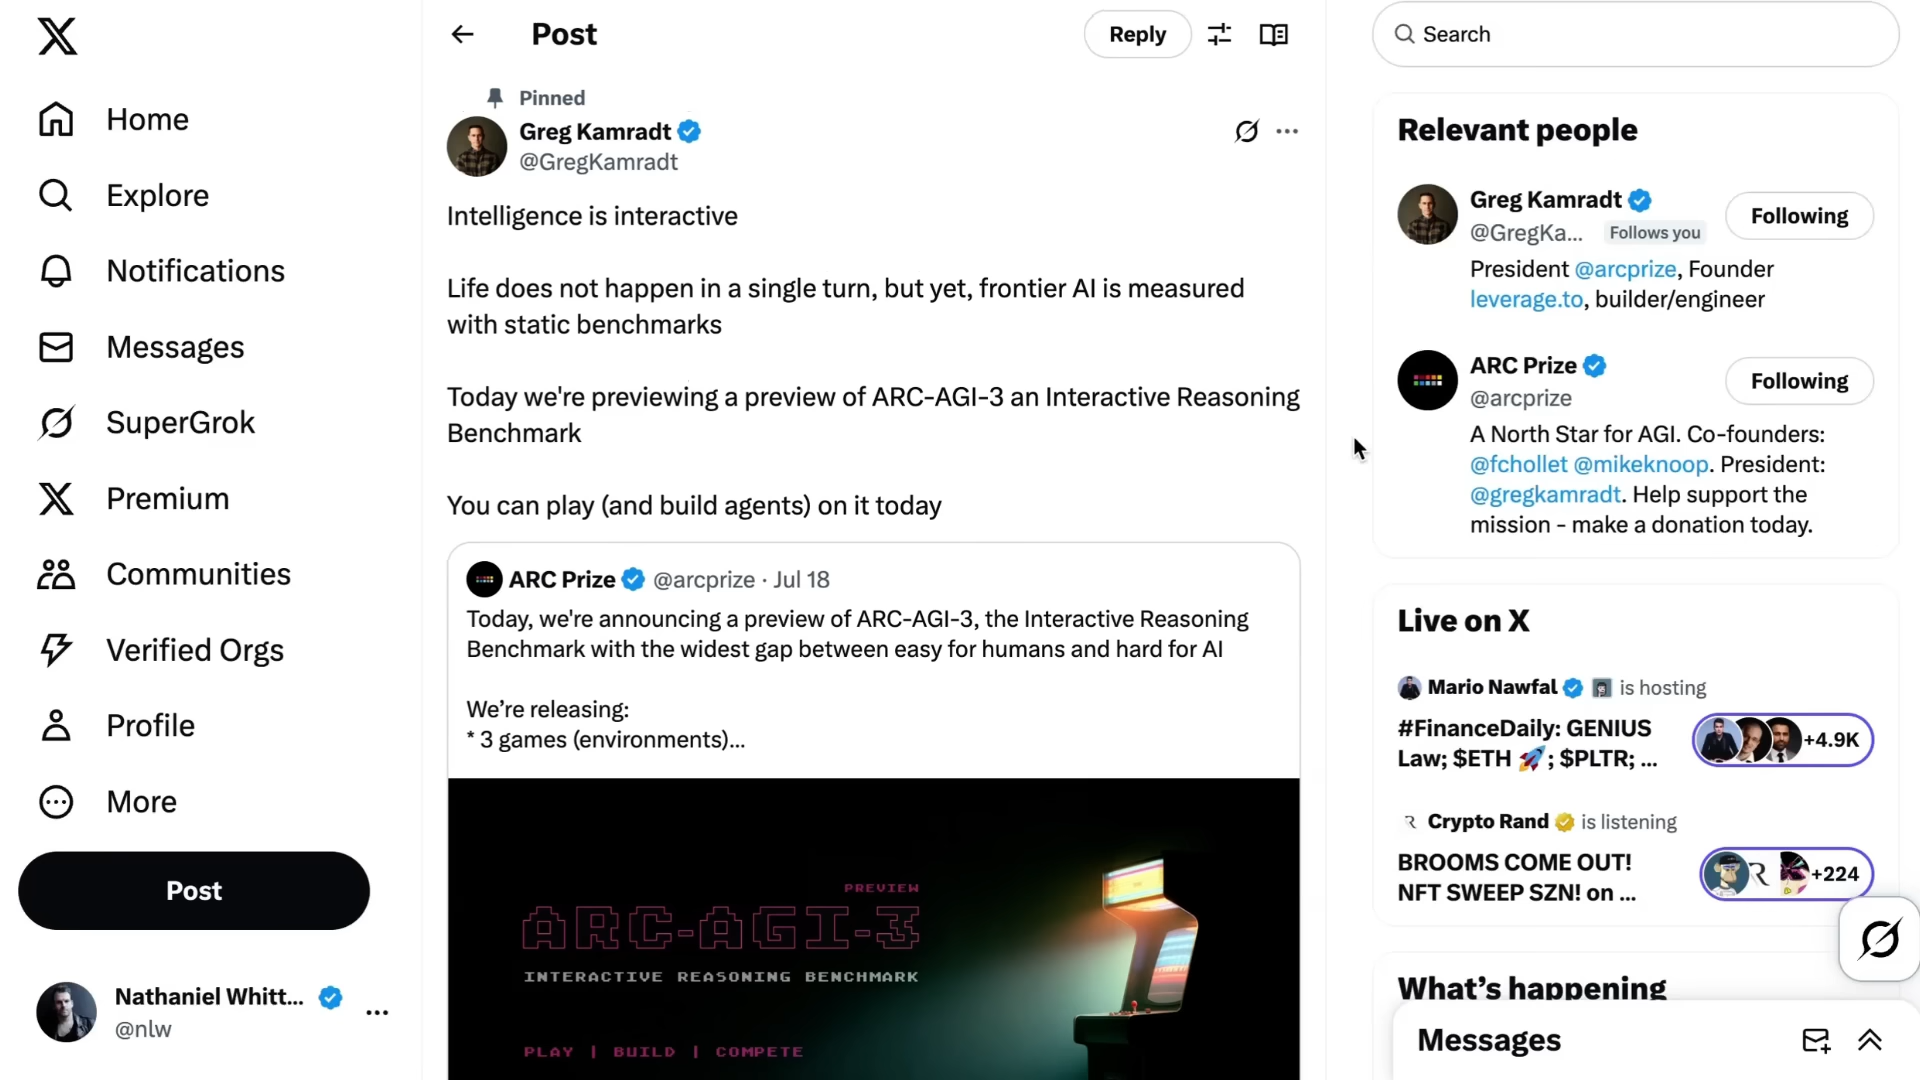 Home
Explore
Notifications
Messages
SuperGrok
Premium
Communities
Verified Orgs
Profile
More
Post
Nathaniel Whitt...
@nlw
Post
Reply
Pinned
Greg Kamradt
@GregKamradt
Intelligence is interactive
Life does not happen in a single turn, but yet, frontier AI is measured
with static benchmarks
Today we're previewing a preview of ARC-AGI-3 an Interactive Reasoning
Benchmark
You can play (and build agents) on it today
ARC Prize @arcprize · Jul 18
Today, we're announcing a preview of ARC-AGI-3, the Interactive Reasoning
Benchmark with the widest gap between easy for humans and hard for AI
We’re releasing:
* 3 games (environments)...
PREVIEW
ARC-AGI-3
INTERACTIVE REASONING BENCHMARK
PLAY | BUILD | COMPETE
Search
Relevant people
Greg Kamradt
@GregKa... Follows you
Following
President @arcprize, Founder
leverage.to, builder/engineer
ARC Prize
@arcprize
Following
A North Star for AGI. Co-founders:
@fchollet @mikeknoop. President:
@gregkamradt. Help support the
mission - make a donation today.
Live on X
Mario Nawfal is hosting
#FinanceDaily: GENIUS
Law; $ETH 🚀; $PLTR; ...
+4.9K
Crypto Rand is listening
BROOMS COME OUT!
NFT SWEEP SZN! on ...
+224
What’s happening
Messages